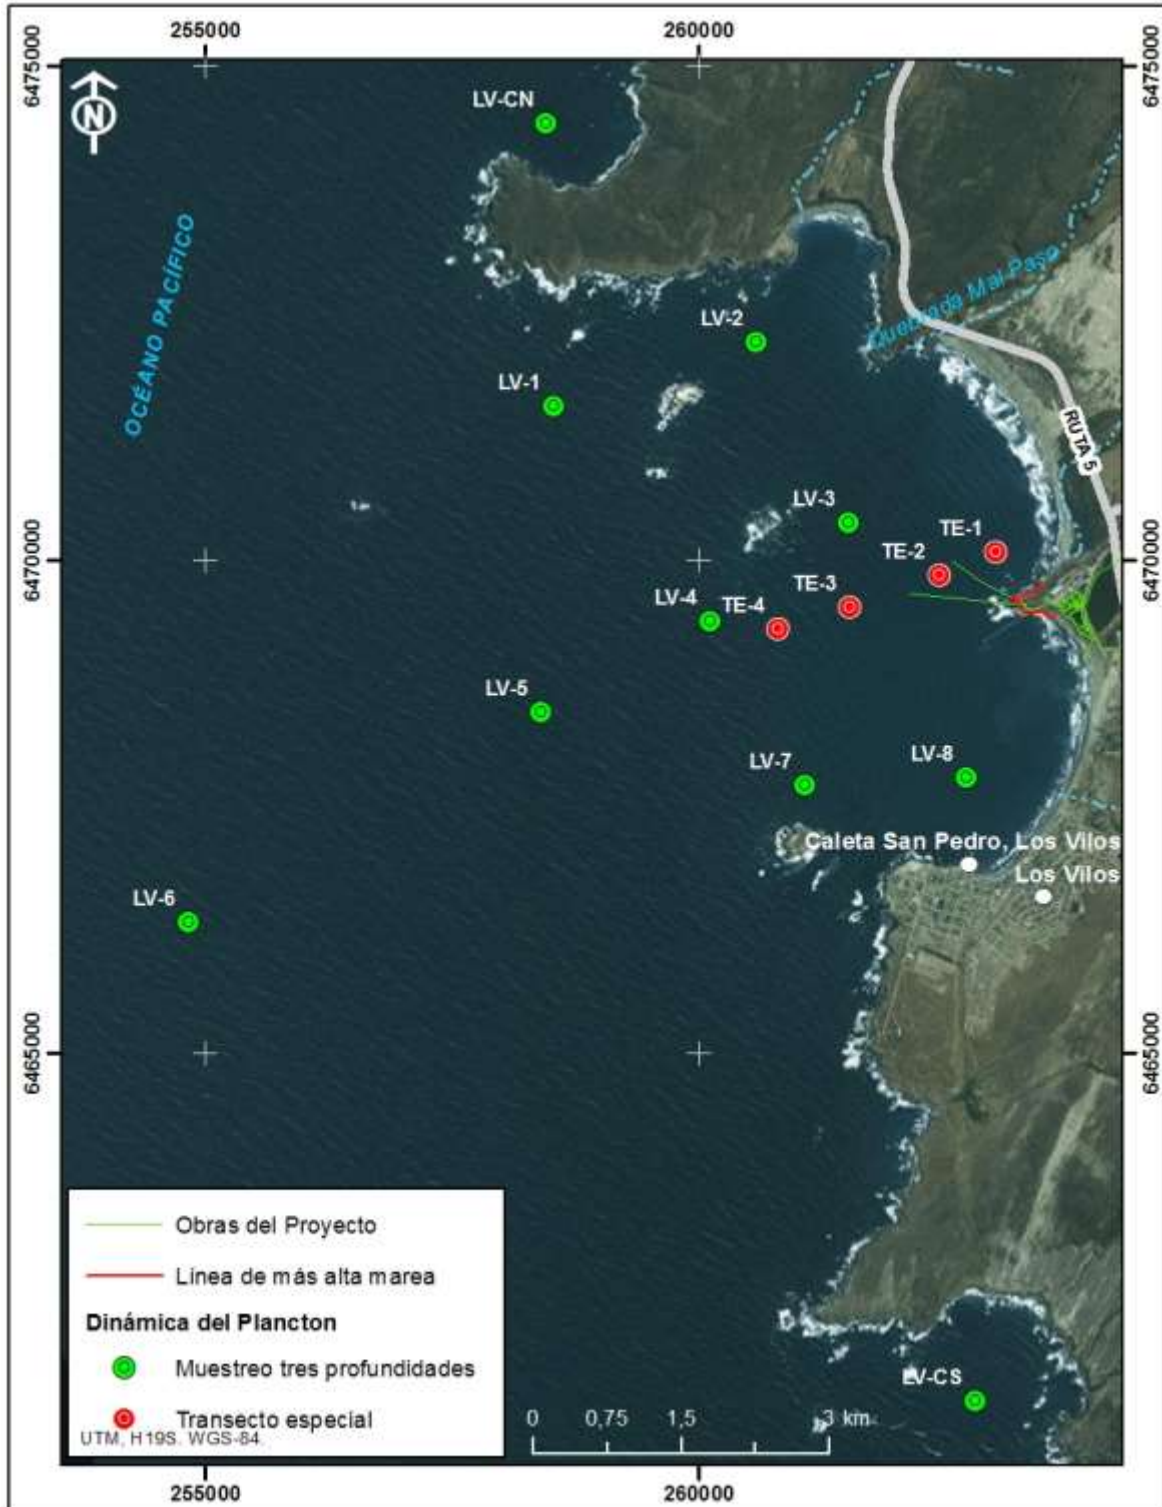 255000
260000
6475000
6475000
LV-CN
N
OCÉANO PACÍFICO
Quebrada Mal Paso
LV-2
LV-1
RUTA 5
LV-3
TE-1
6470000
6470000
TE-2
TE-3
LV-4
TE-4
LV-5
LV-7
LV-8
Caleta San Pedro, Los Vilos
Los Vilos
LV-6
6465000
6465000
Obras del Proyecto
Línea de más alta marea
Dinámica del Plancton
Muestreo tres profundidades
Transecto especial
UTM, H19S. WGS-84.
LV-CS
0 0,75 1,5 3 km
255000
260000